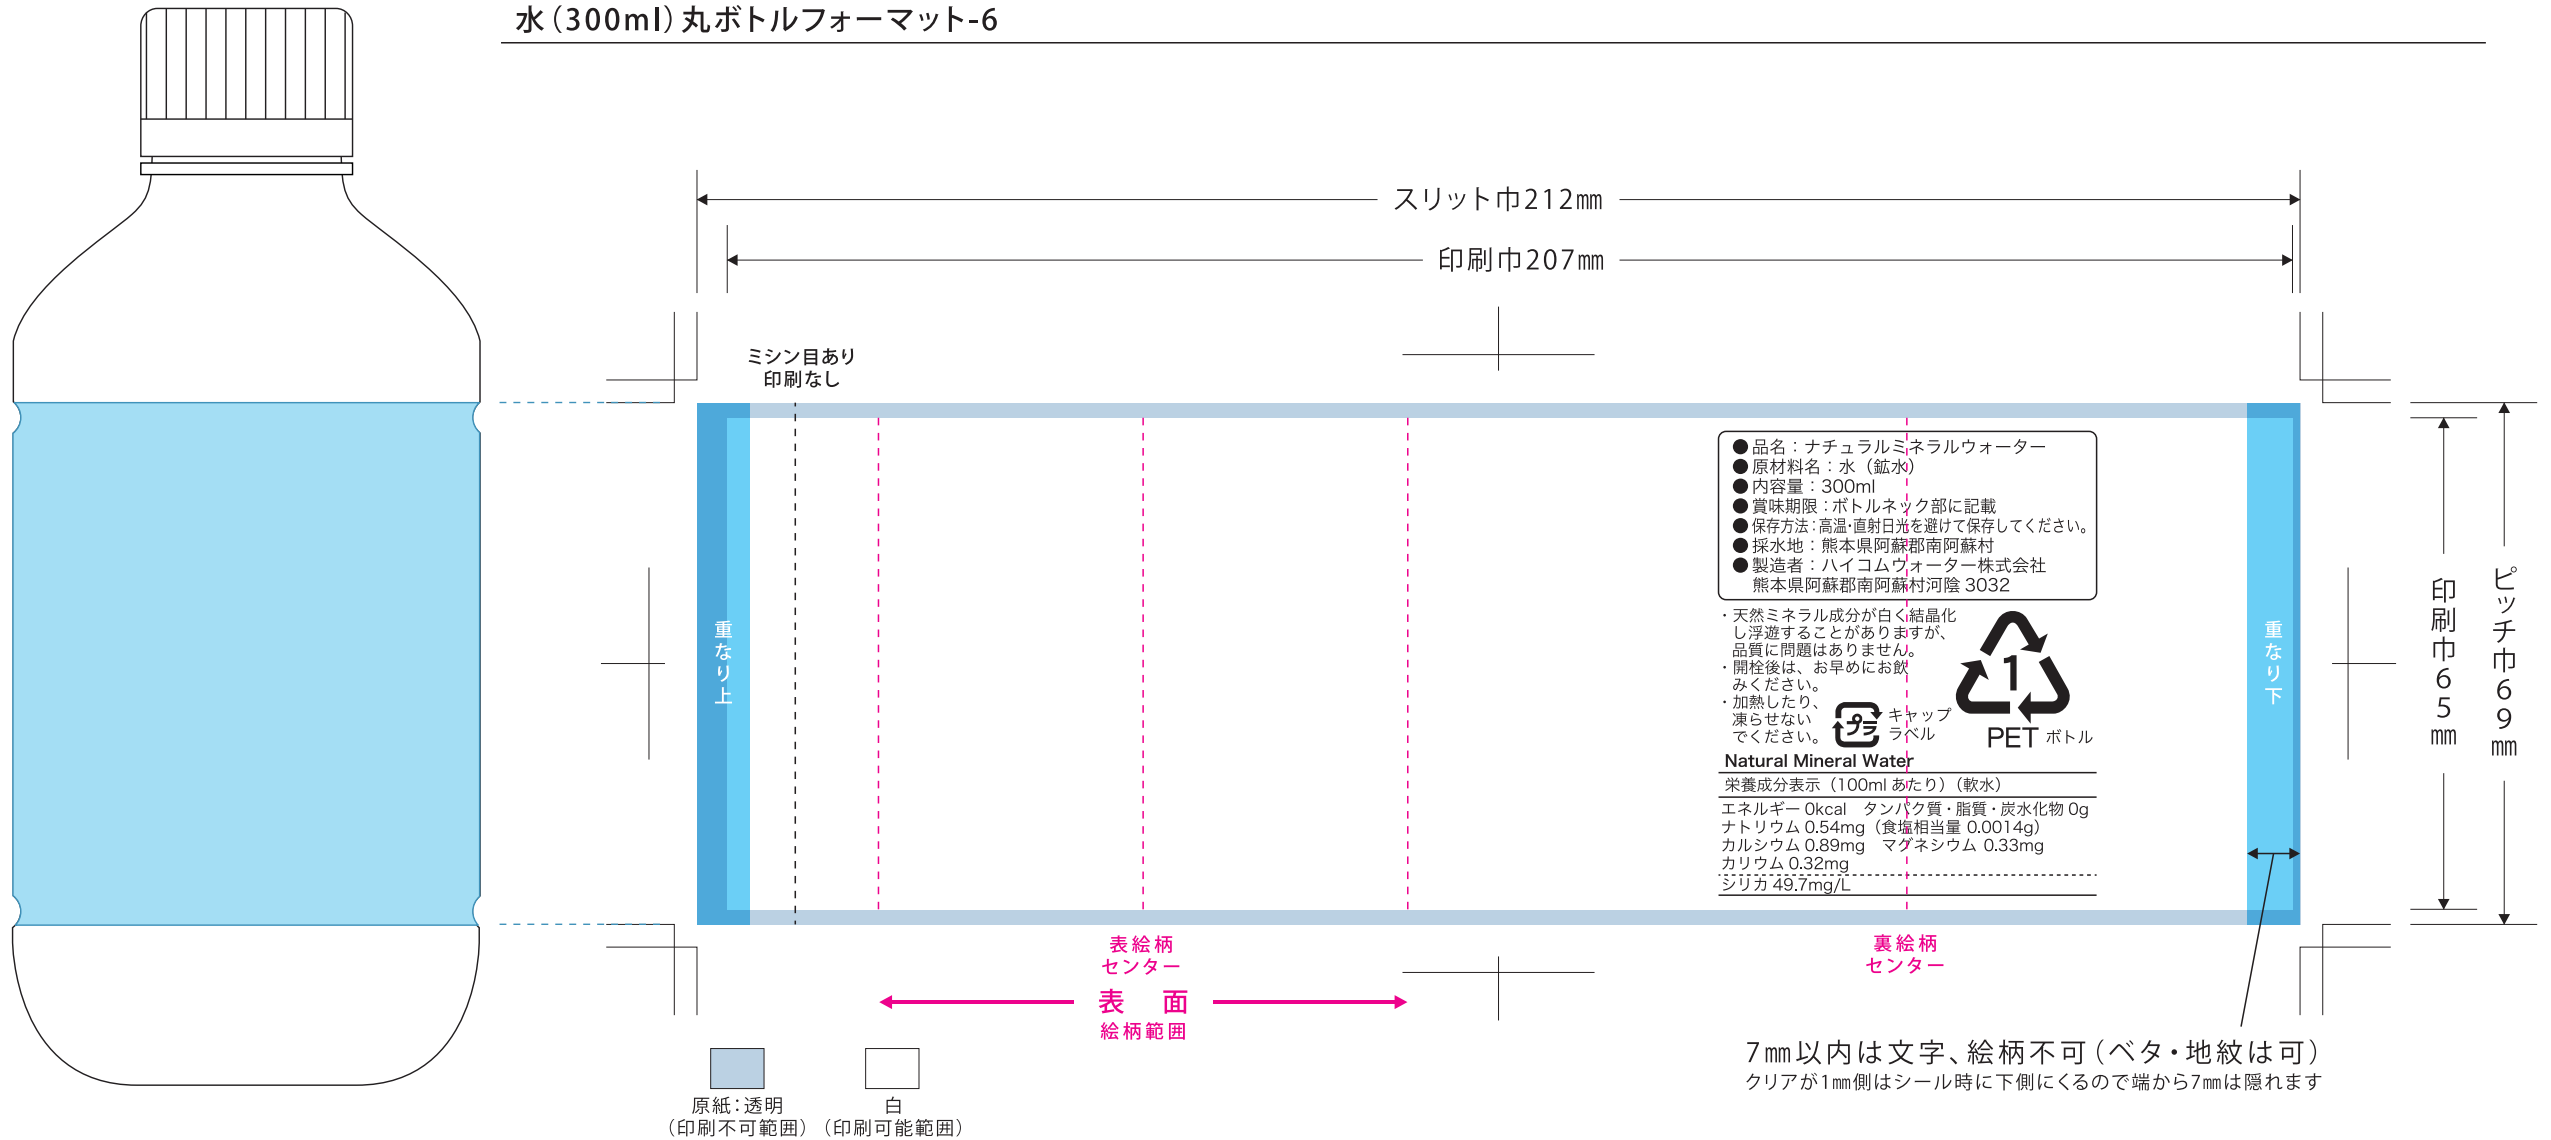 水（300ml）丸ボトルフォーマット-6
スリット巾212㎜
印刷巾207㎜
ミシン目あり
印刷なし
重なり上
●品名：ナチュラルミネラルウォーター
●原材料名：水（鉱水）
●内容量：300ml
●賞味期限：ボトルネック部に記載
●保存方法：高温・直射日光を避けて保存してください。
●採水地：熊本県阿蘇郡南阿蘇村
●製造者：ハイコムウォーター株式会社
熊本県阿蘇郡南阿蘇村河陰 3032
・天然ミネラル成分が白く結晶化
し浮遊することがありますが、
品質に問題はありません。
・開栓後は、お早めにお飲
みください。
・加熱したり、
凍らせない
でください。
プラ
キャップ
ラベル
1
PET ボトル
Natural Mineral Water
栄養成分表示（100ml あたり）（軟水）
エネルギー 0kcal　タンパク質・脂質・炭水化物 0g
ナトリウム 0.54mg（食塩相当量 0.0014g）
カルシウム 0.89mg　マグネシウム 0.33mg
カリウム 0.32mg
シリカ 49.7mg/L
重なり下
印刷巾65㎜
ピッチ巾69㎜
表絵柄
センター
裏絵柄
センター
表　面
絵柄範囲
7㎜以内は文字、絵柄不可（ベタ・地紋は可）
クリアが1㎜側はシール時に下側にくるので端から7㎜は隠れます
原紙：透明
（印刷不可範囲）
白
（印刷可能範囲）